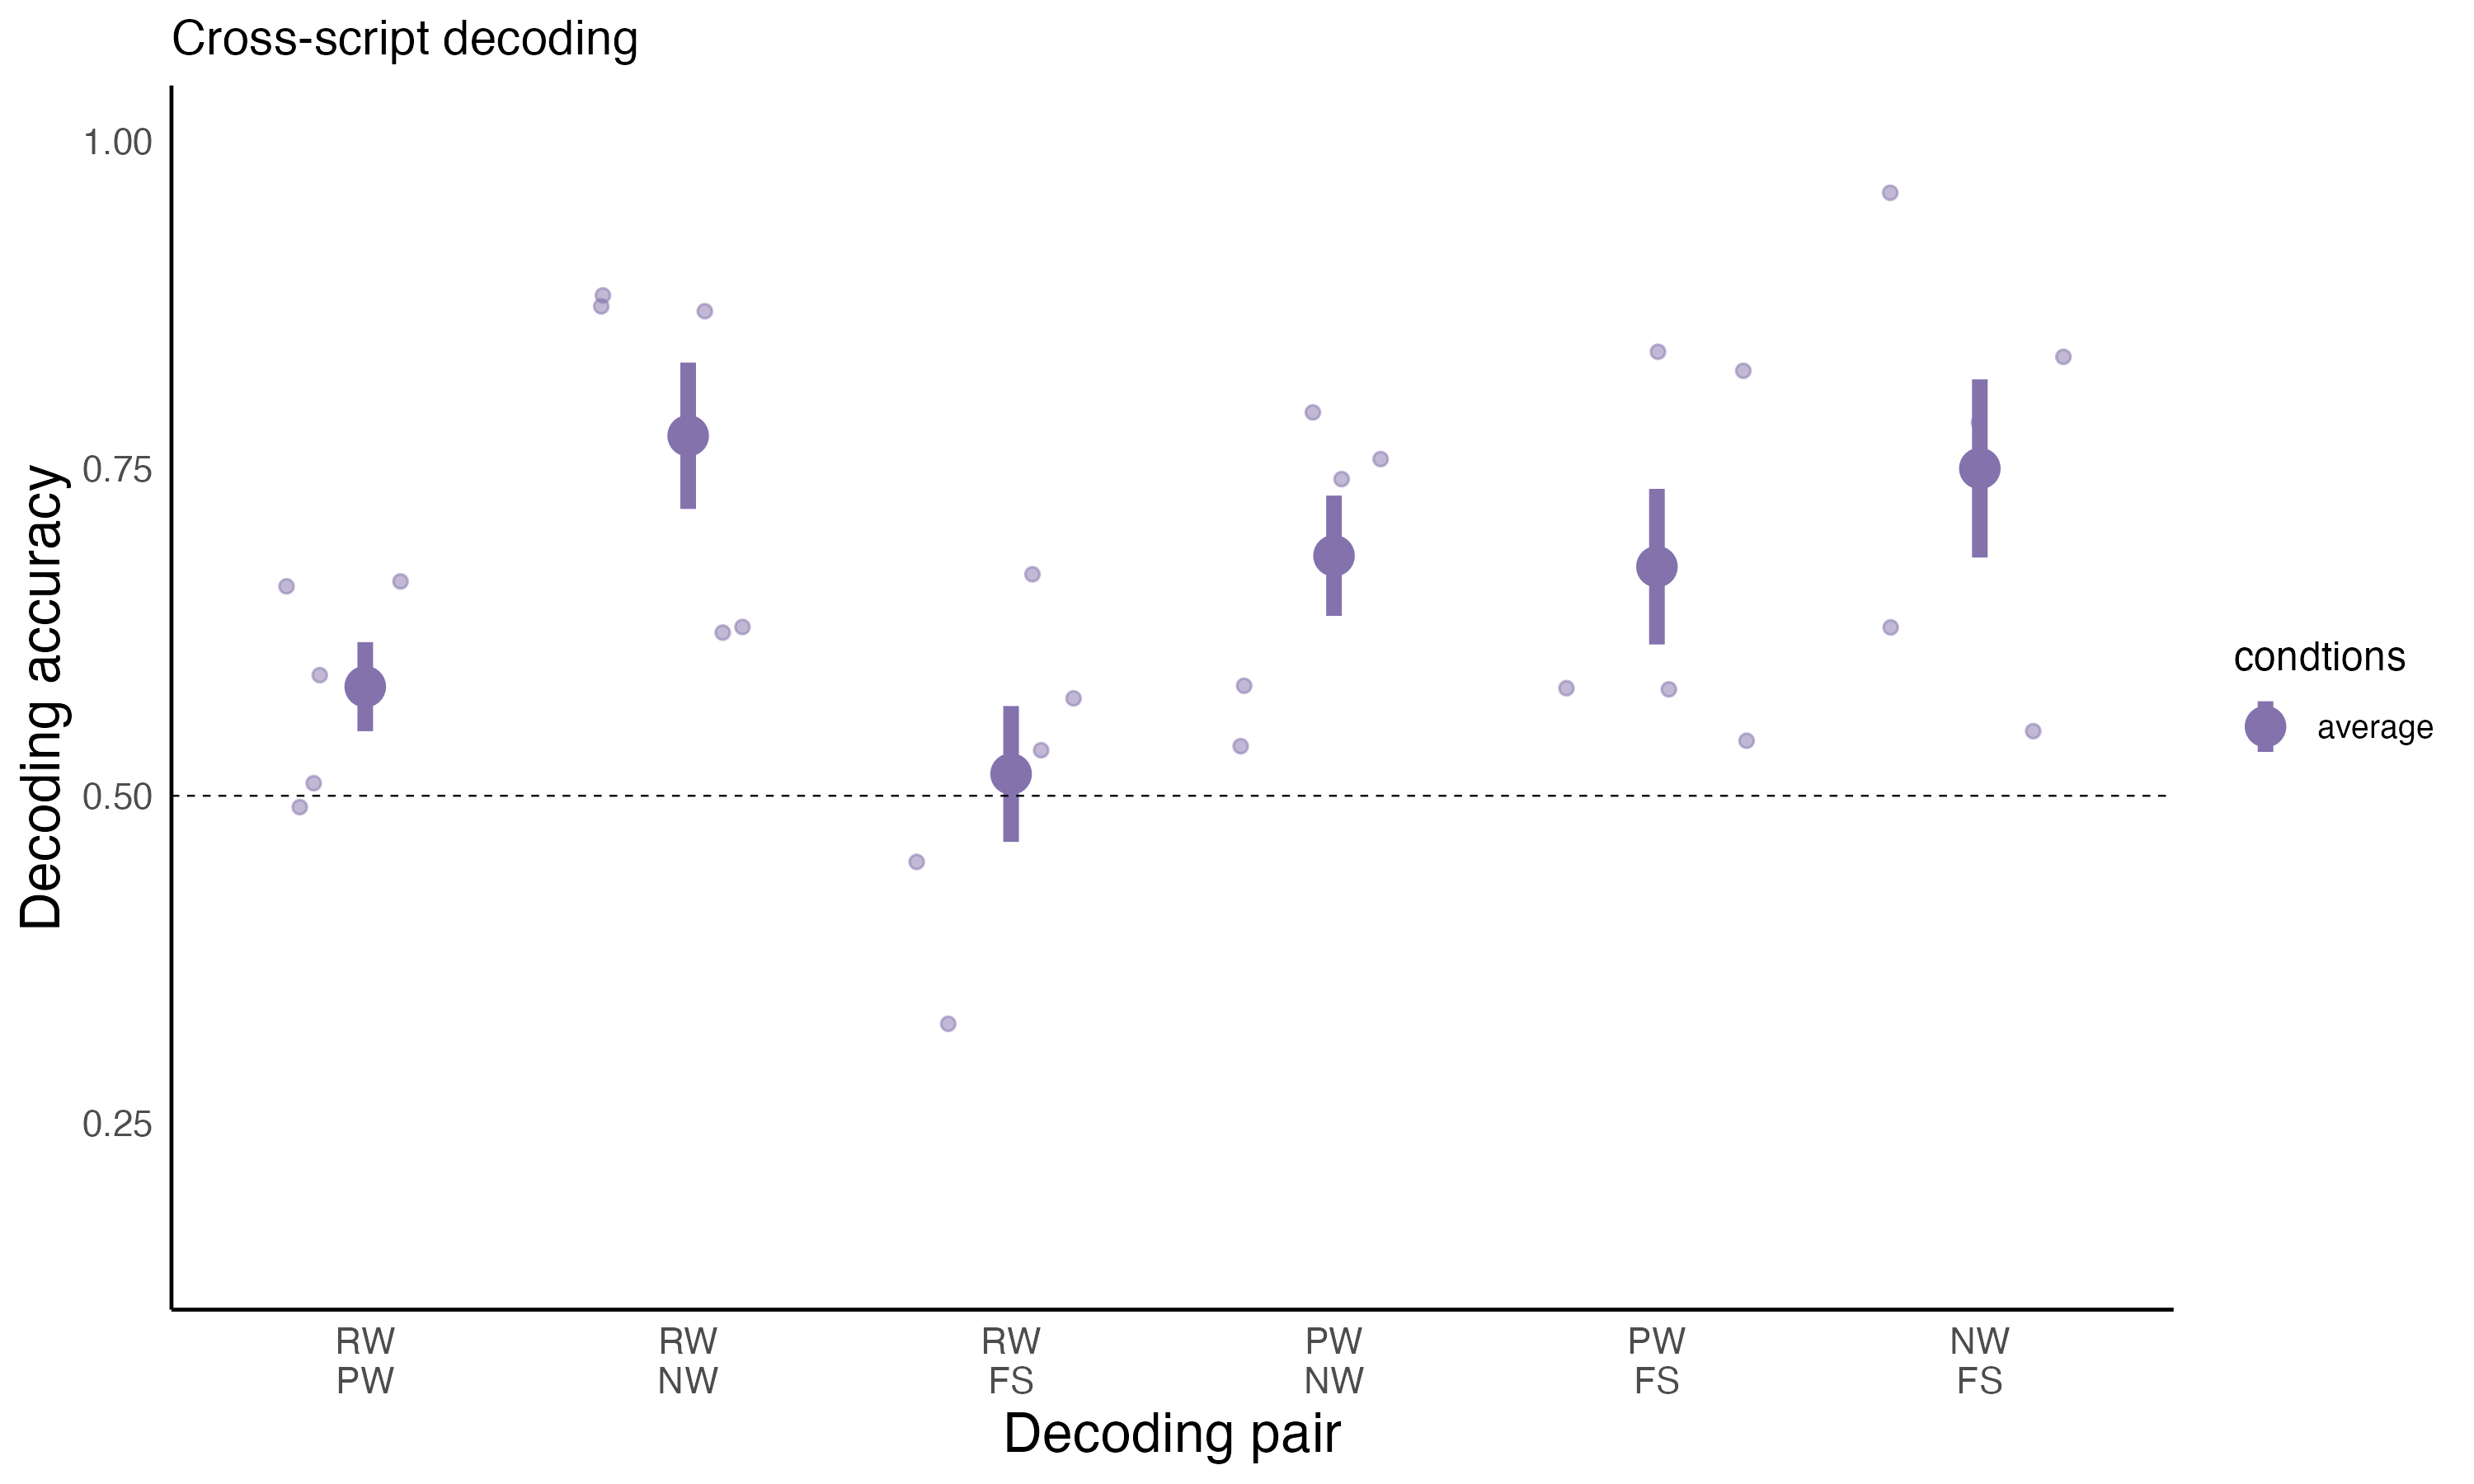 Cross-script decoding
Decoding accuracy
1.00
0.75
0.50
0.25
RW
PW
RW
NW
RW
FS
PW
NW
PW
FS
NW
FS
Decoding pair
condtions
average